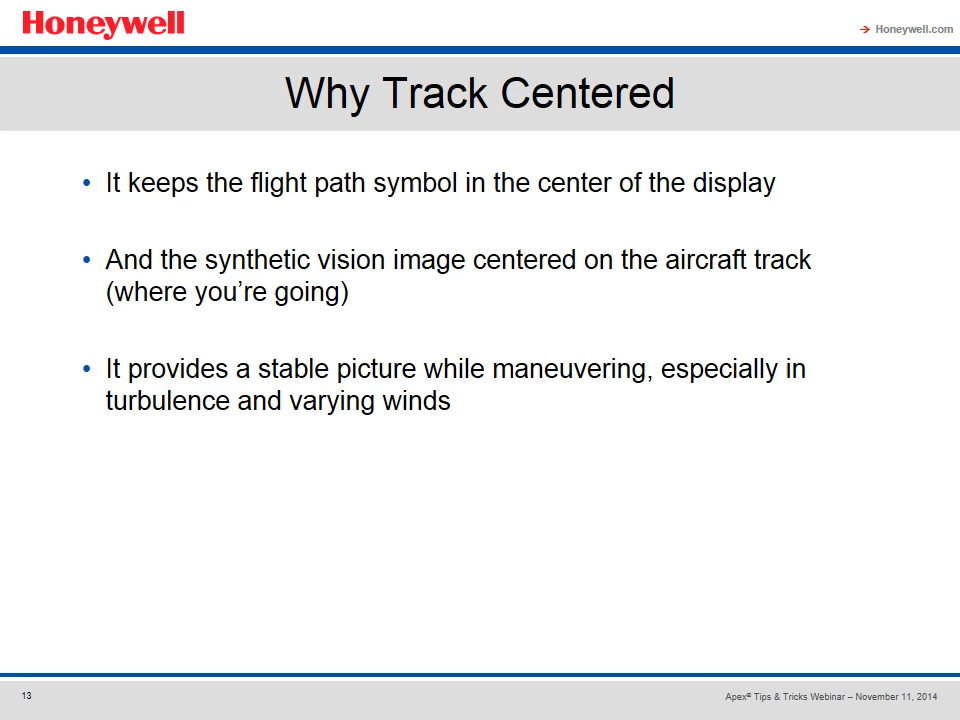 Honeywell
Honeywell.com
Why Track Centered
• It keeps the flight path symbol in the center of the display
• And the synthetic vision image centered on the aircraft track
(where you’re going)
• It provides a stable picture while maneuvering, especially in
turbulence and varying winds
13
Apex® Tips & Tricks Webinar – November 11, 2014